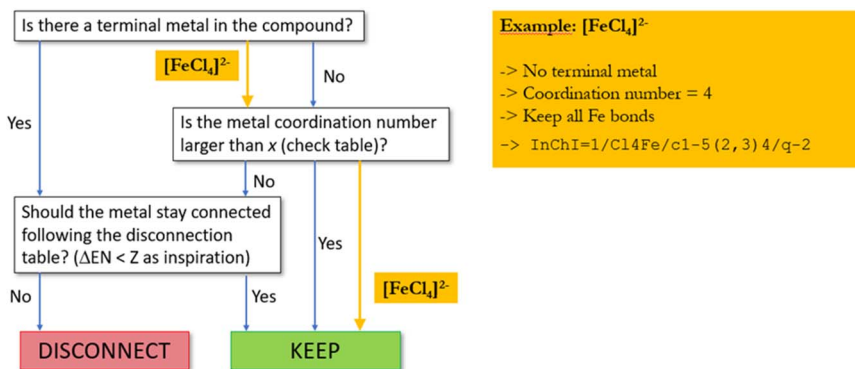 Is there a terminal metal in the compound?
[FeCl₄]²⁻
No
Yes
Is the metal coordination number
larger than x (check table)?
No
Should the metal stay connected
following the disconnection
table? (ΔEN < Z as inspiration)
Yes
No
Yes
[FeCl₄]²⁻
DISCONNECT
KEEP
Example: [FeCl₄]²⁻
-> No terminal metal
-> Coordination number = 4
-> Keep all Fe bonds
-> InChI=1/Cl4Fe/c1-5(2,3)4/q-2